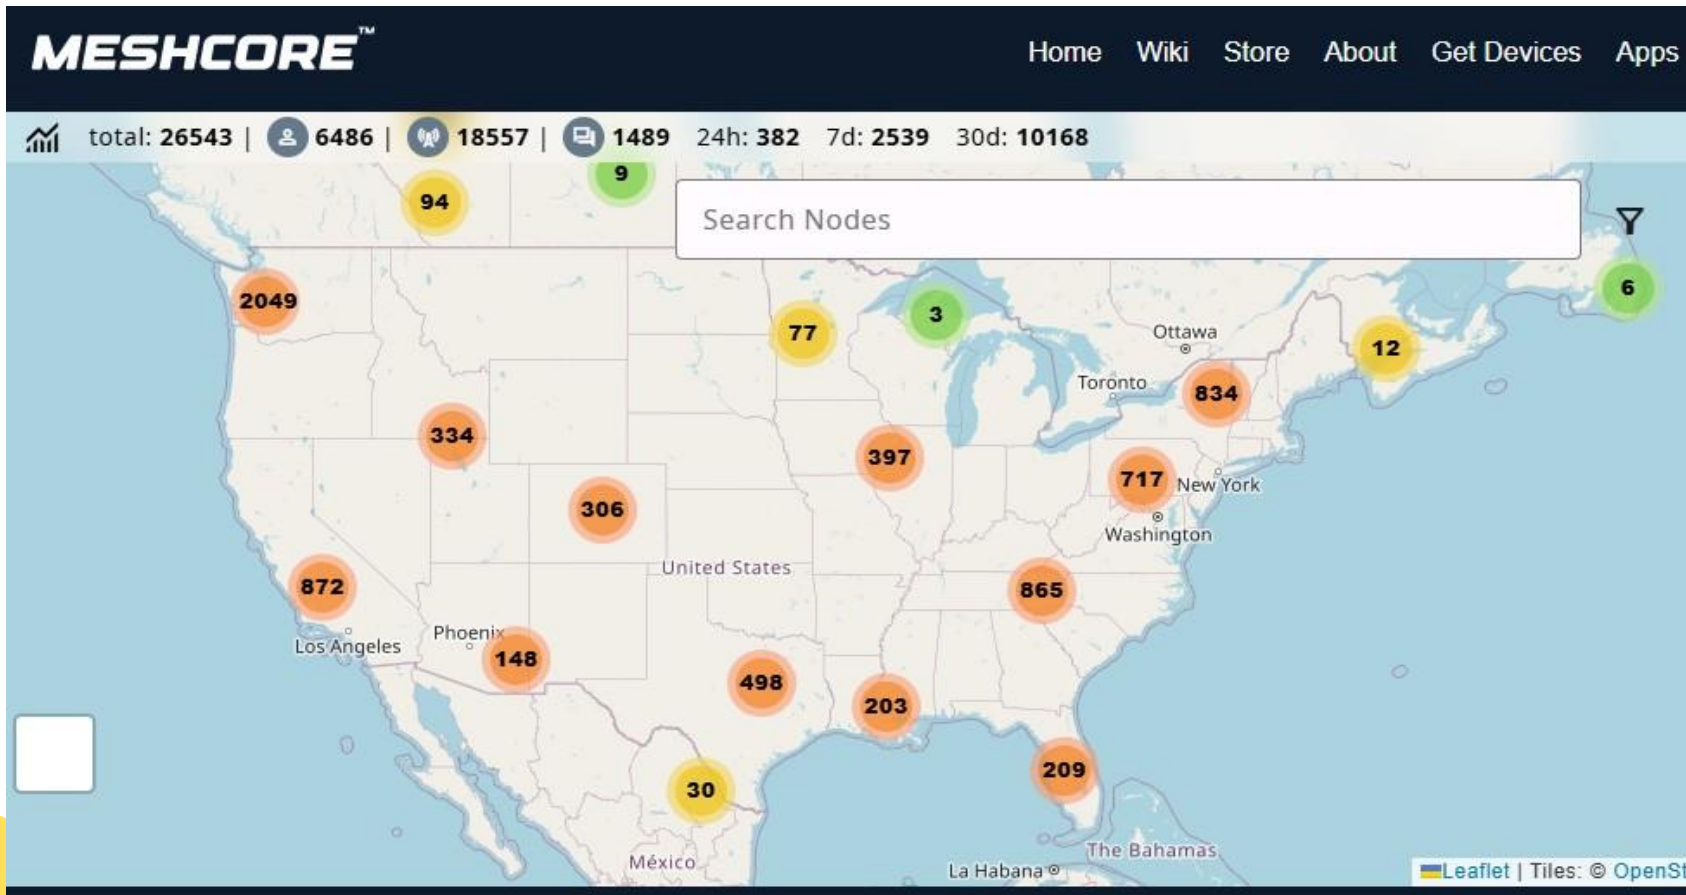 MESHCORE™
Home Wiki Store About Get Devices Apps
total: 26543 | 6486 | 18557 | 1489 24h: 382 7d: 2539 30d: 10168
9
94
Search Nodes
6
2049
3
77
Ottawa
12
Toronto
834
334
397
717
New York
306
Washington
United States
872
865
Phoenix
Los Angeles
148
498
203
209
30
The Bahamas
México
La Habana
Leaflet | Tiles: © OpenSt